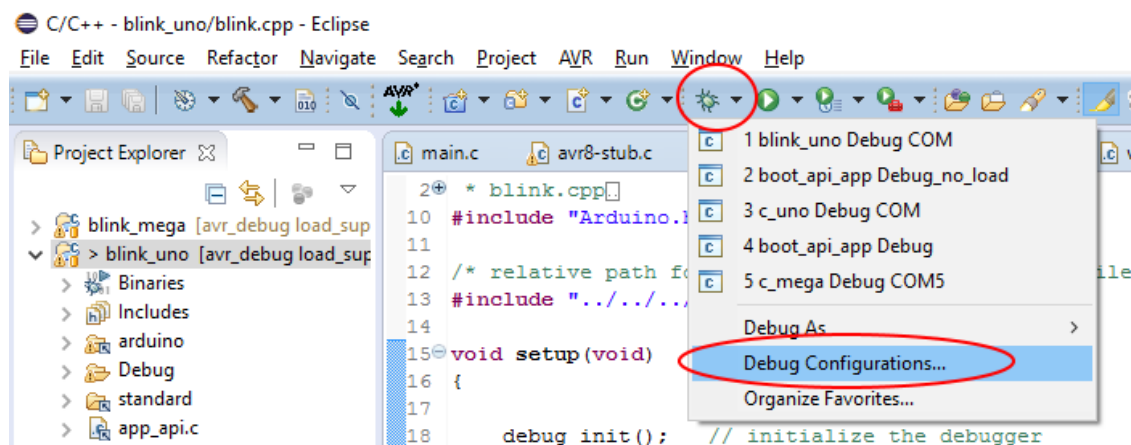 C/C++ - blink_uno/blink.cpp - Eclipse
File Edit Source Refactor Navigate Search Project AVR Run Window Help
AVR
010
Project Explorer
main.c
avr8-stub.c
blink_mega [avr_debug load_sup
> blink_uno [avr_debug load_sup
Binaries
Includes
arduino
Debug
standard
app_api.c
2 * blink.cpp
10 #include "Arduino.
11
12 /* relative path fo
13 #include "../../../
14
15 void setup(void)
16 {
17
18 debug_init(); // initialize the debugger
ile
1 blink_uno Debug COM
2 boot_api_app Debug_no_load
3 c_uno Debug COM
4 boot_api_app Debug
5 c_mega Debug COM5
Debug As
Debug Configurations...
Organize Favorites...